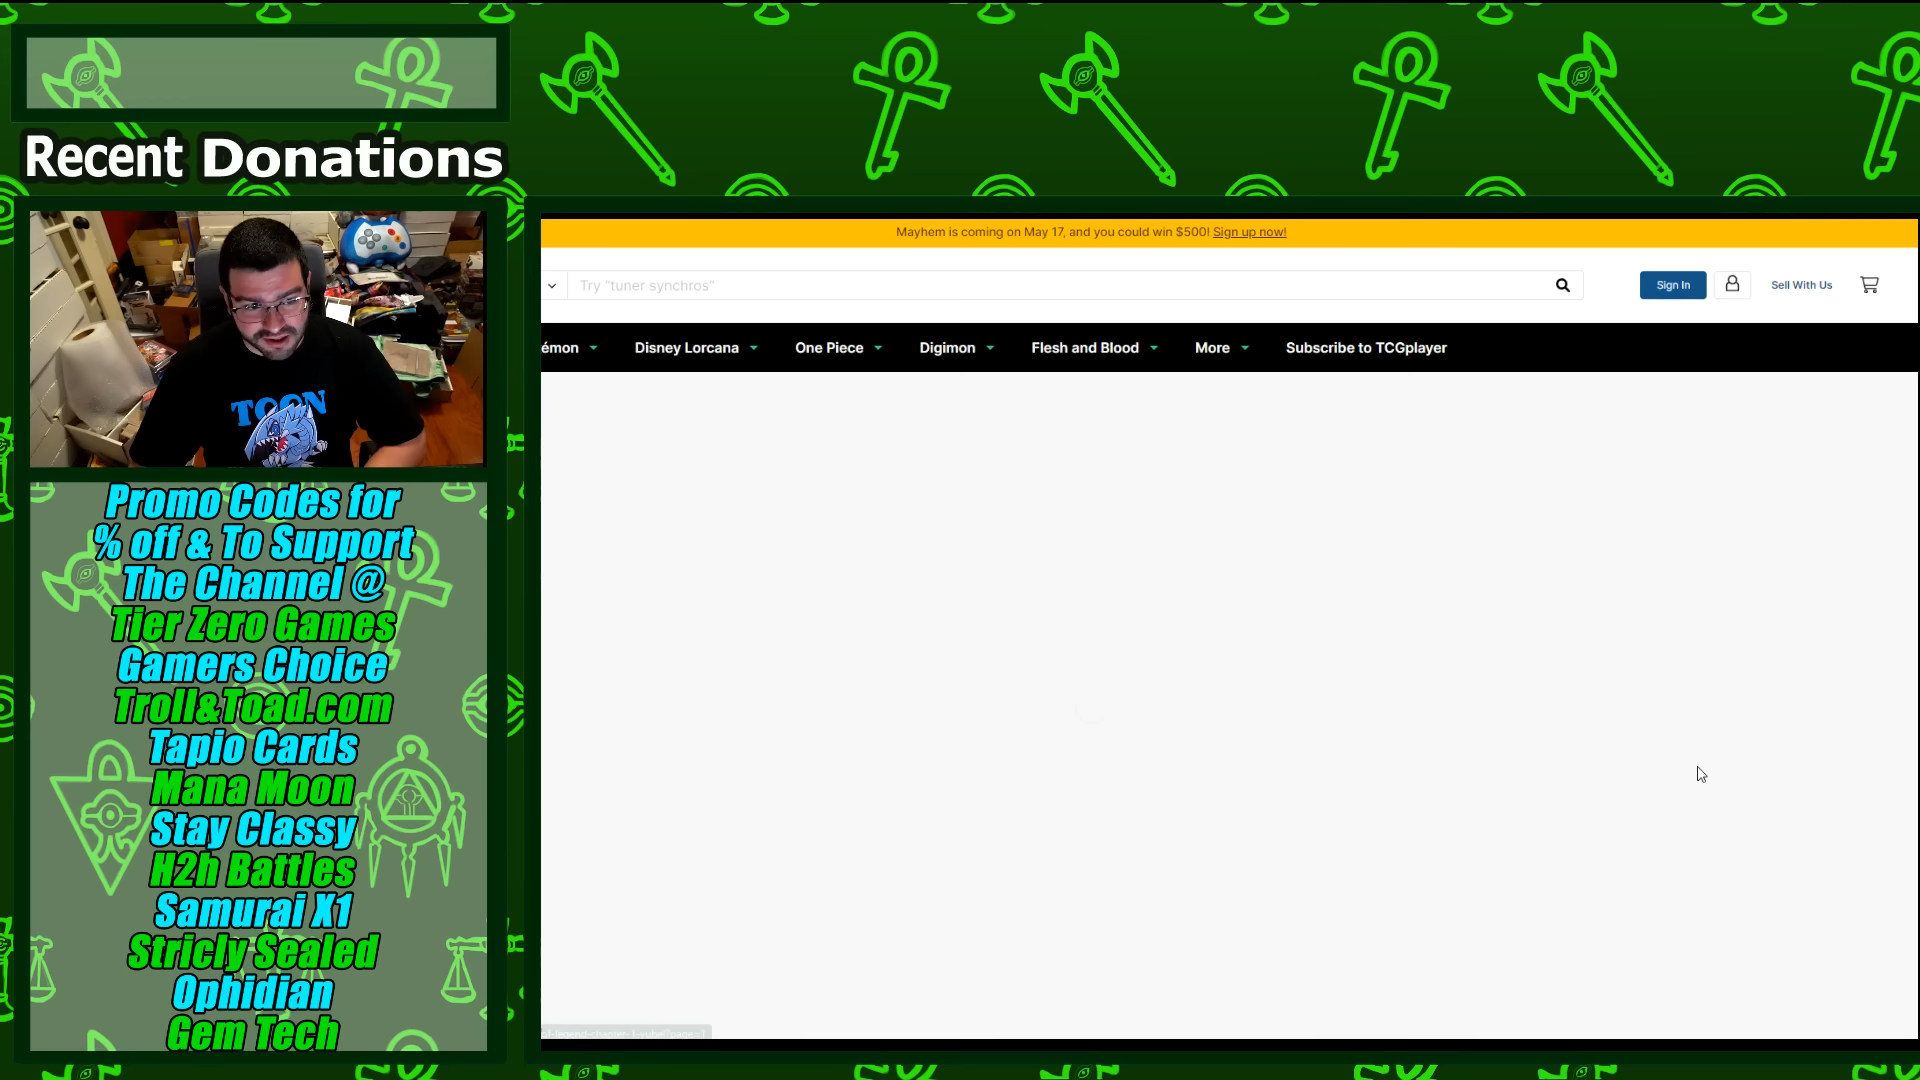 Recent Donations
Mayhem is coming on May 17, and you could win $500! Sign up now!
Try "tuner synchros"
Sign In
Sell With Us
émon
Disney Lorcana
One Piece
Digimon
Flesh and Blood
More
Subscribe to TCGplayer
TOON
Promo Codes for
% off & To Support
The Channel @
Tier Zero Games
Gamers Choice
Troll&Toad.com
Tapio Cards
Mana Moon
Stay Classy
H2h Battles
Samurai X1
Stricly Sealed
Ophidian
Gem Tech